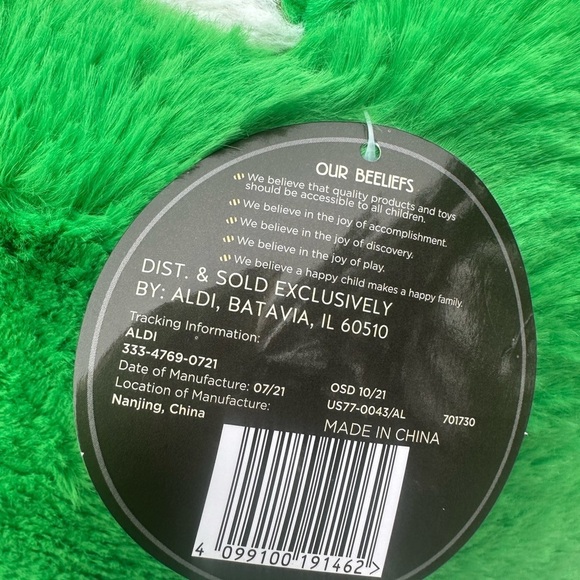 OUR BEELIEFS
We believe that quality products and toys
should be accessible to all children.
We believe in the joy of accomplishment.
We believe in the joy of discovery.
We believe in the joy of play.
We believe a happy child makes a happy family.
DIST. & SOLD EXCLUSIVELY
BY: ALDI, BATAVIA, IL 60510
Tracking Information:
ALDI
333-4769-0721
Date of Manufacture: 07/21
Location of Manufacture:
Nanjing, China
OSD 10/21
US77-0043/AL
701730
MADE IN CHINA
4 099100 191462>